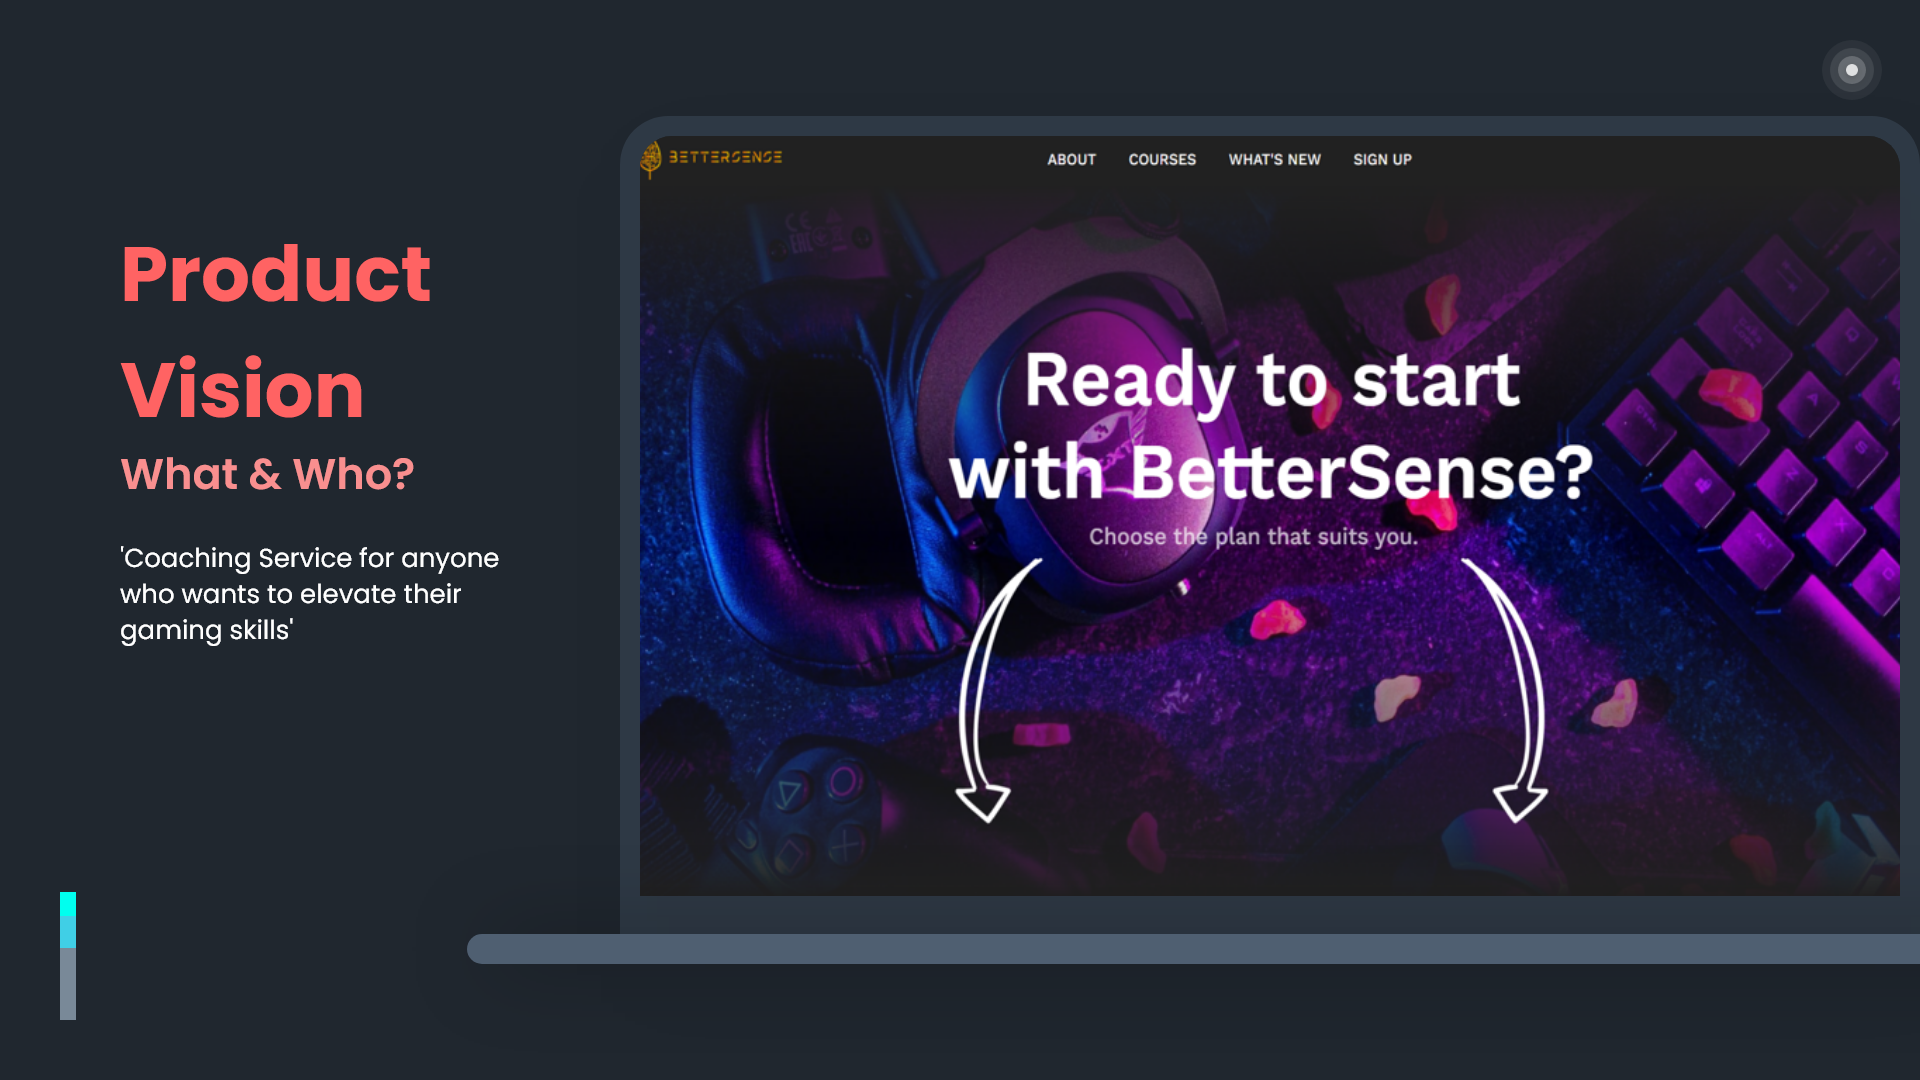 Product
Vision
What & Who?
'Coaching Service for anyone
who wants to elevate their
gaming skills'
BETTERSENSE
ABOUT COURSES WHAT'S NEW SIGN UP
Ready to start
with BetterSense?
Choose the plan that suits you.